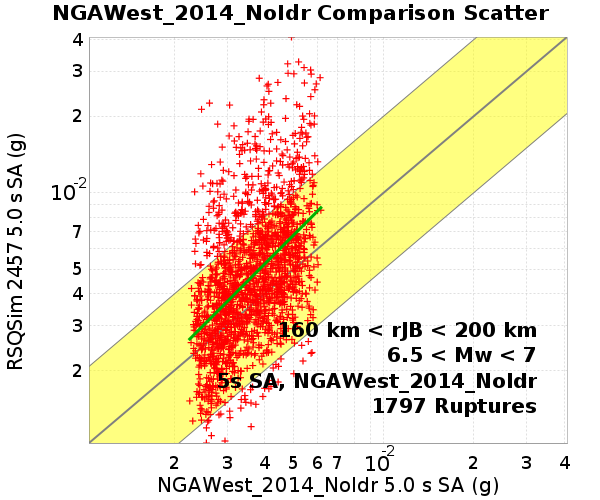 NGAWest_2014_NoIdr Comparison Scatter
RSQSim 2457 5.0 s SA (g)
4
3
2
10-2
7
5
4
3
2
160 km < rJB < 200 km
6.5 < Mw < 7
5s SA, NGAWest_2014_NoIdr
1797 Ruptures
2 3 4 5 6 7 10-2 2 3 4
NGAWest_2014_NoIdr 5.0 s SA (g)